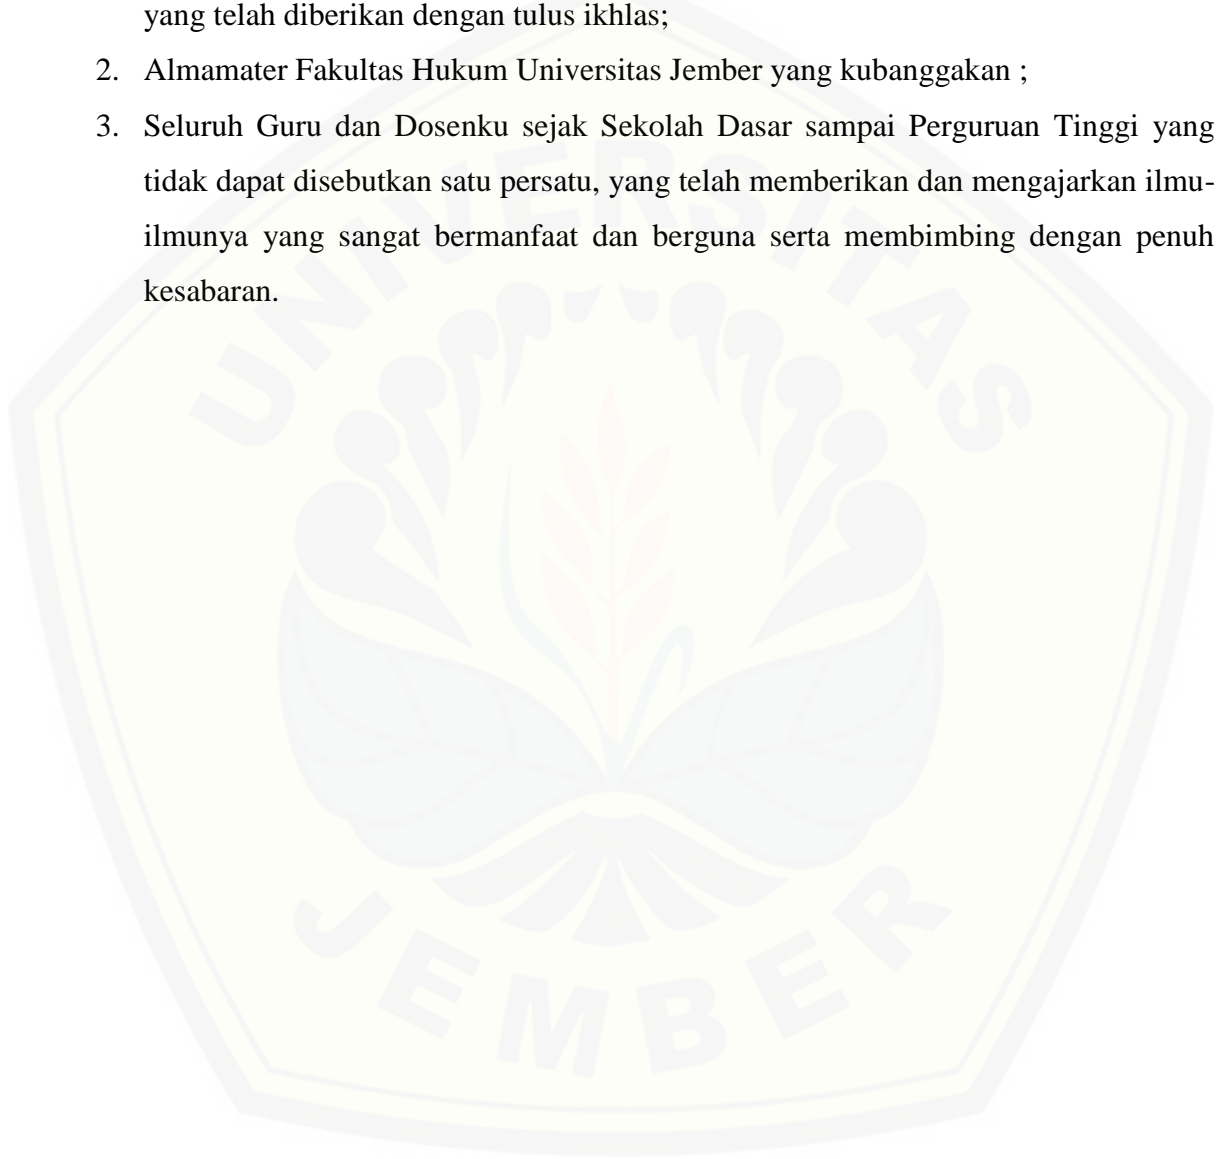 yang telah diberikan dengan tulus ikhlas;
2. Almamater Fakultas Hukum Universitas Jember yang kubanggakan ;
3. Seluruh Guru dan Dosenku sejak Sekolah Dasar sampai Perguruan Tinggi yang
tidak dapat disebutkan satu persatu, yang telah memberikan dan mengajarkan ilmu-
ilmunya yang sangat bermanfaat dan berguna serta membimbing dengan penuh
kesabaran.
UNIVERSITAS
JEMBER